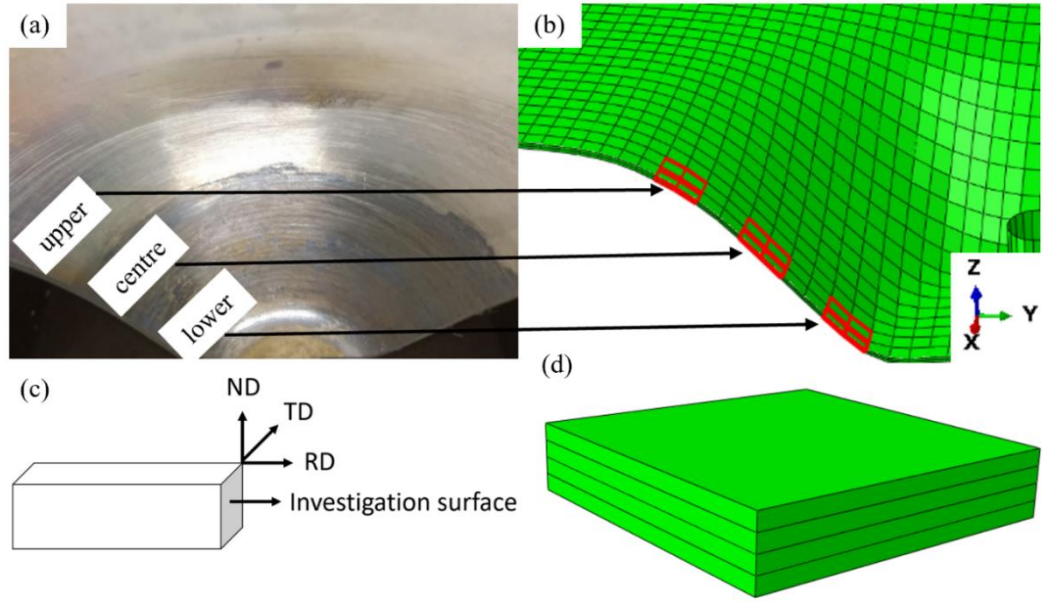 (a)
(b)
upper
centre
lower
Z
Y
X
(c)
ND
TD
RD
Investigation surface
(d)